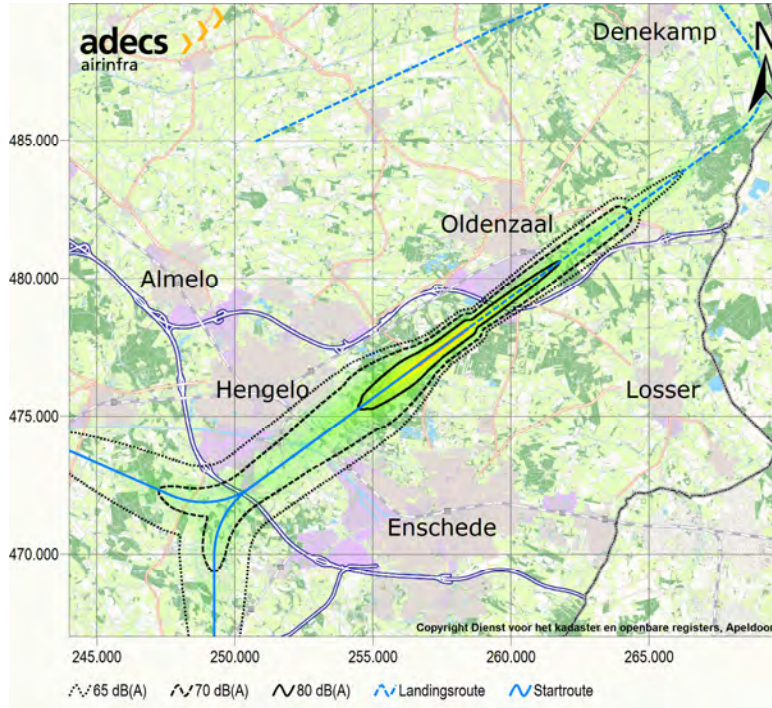 adecs
airinfra
Denekamp
N
485.000
Oldenzaal
480.000
Almelo
Hengelo
Losser
475.000
Enschede
470.000
Copyright Dienst voor het kadaster en openbare registers, Apeldoor
245.000 250.000 255.000 260.000 265.000
65 dB(A) 70 dB(A) 80 dB(A) Landingsroute Startroute